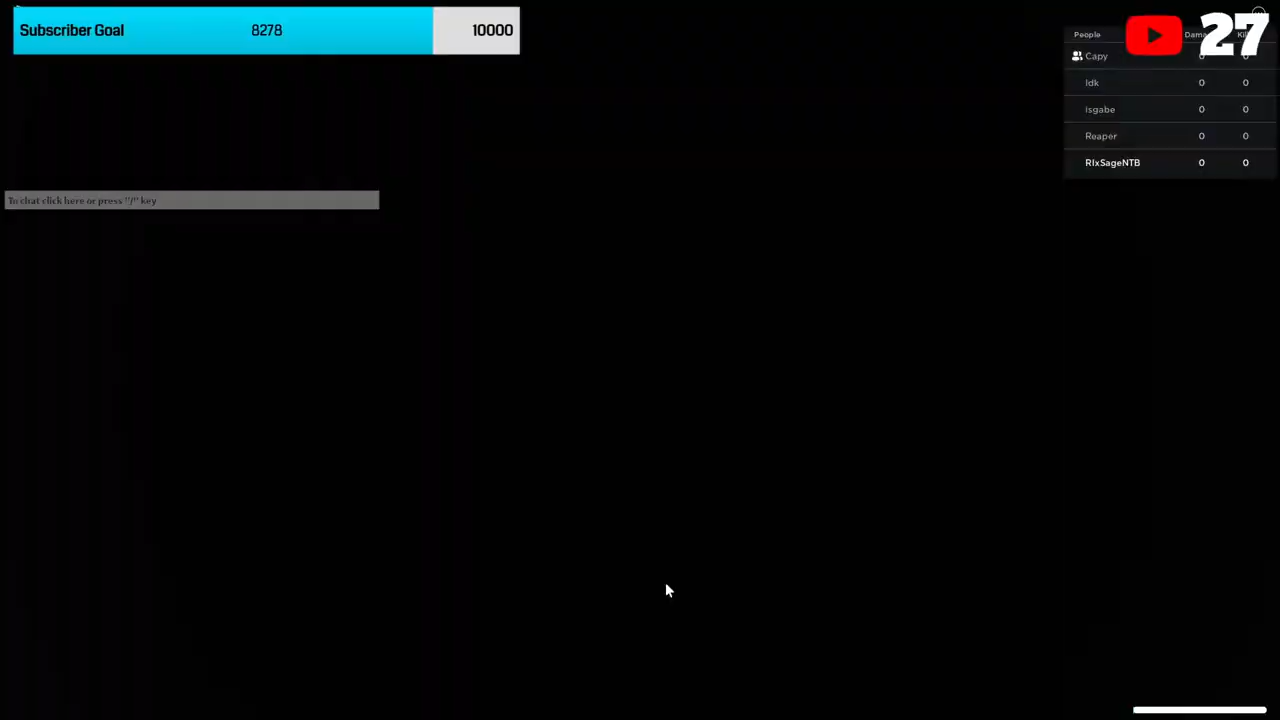 Subscriber Goal 8278 10000
27
People
Capy 0 0
Idk 0 0
isgabe 0 0
Reaper 0 0
RlxSageNTB 0 0
To chat click here or press "/" key